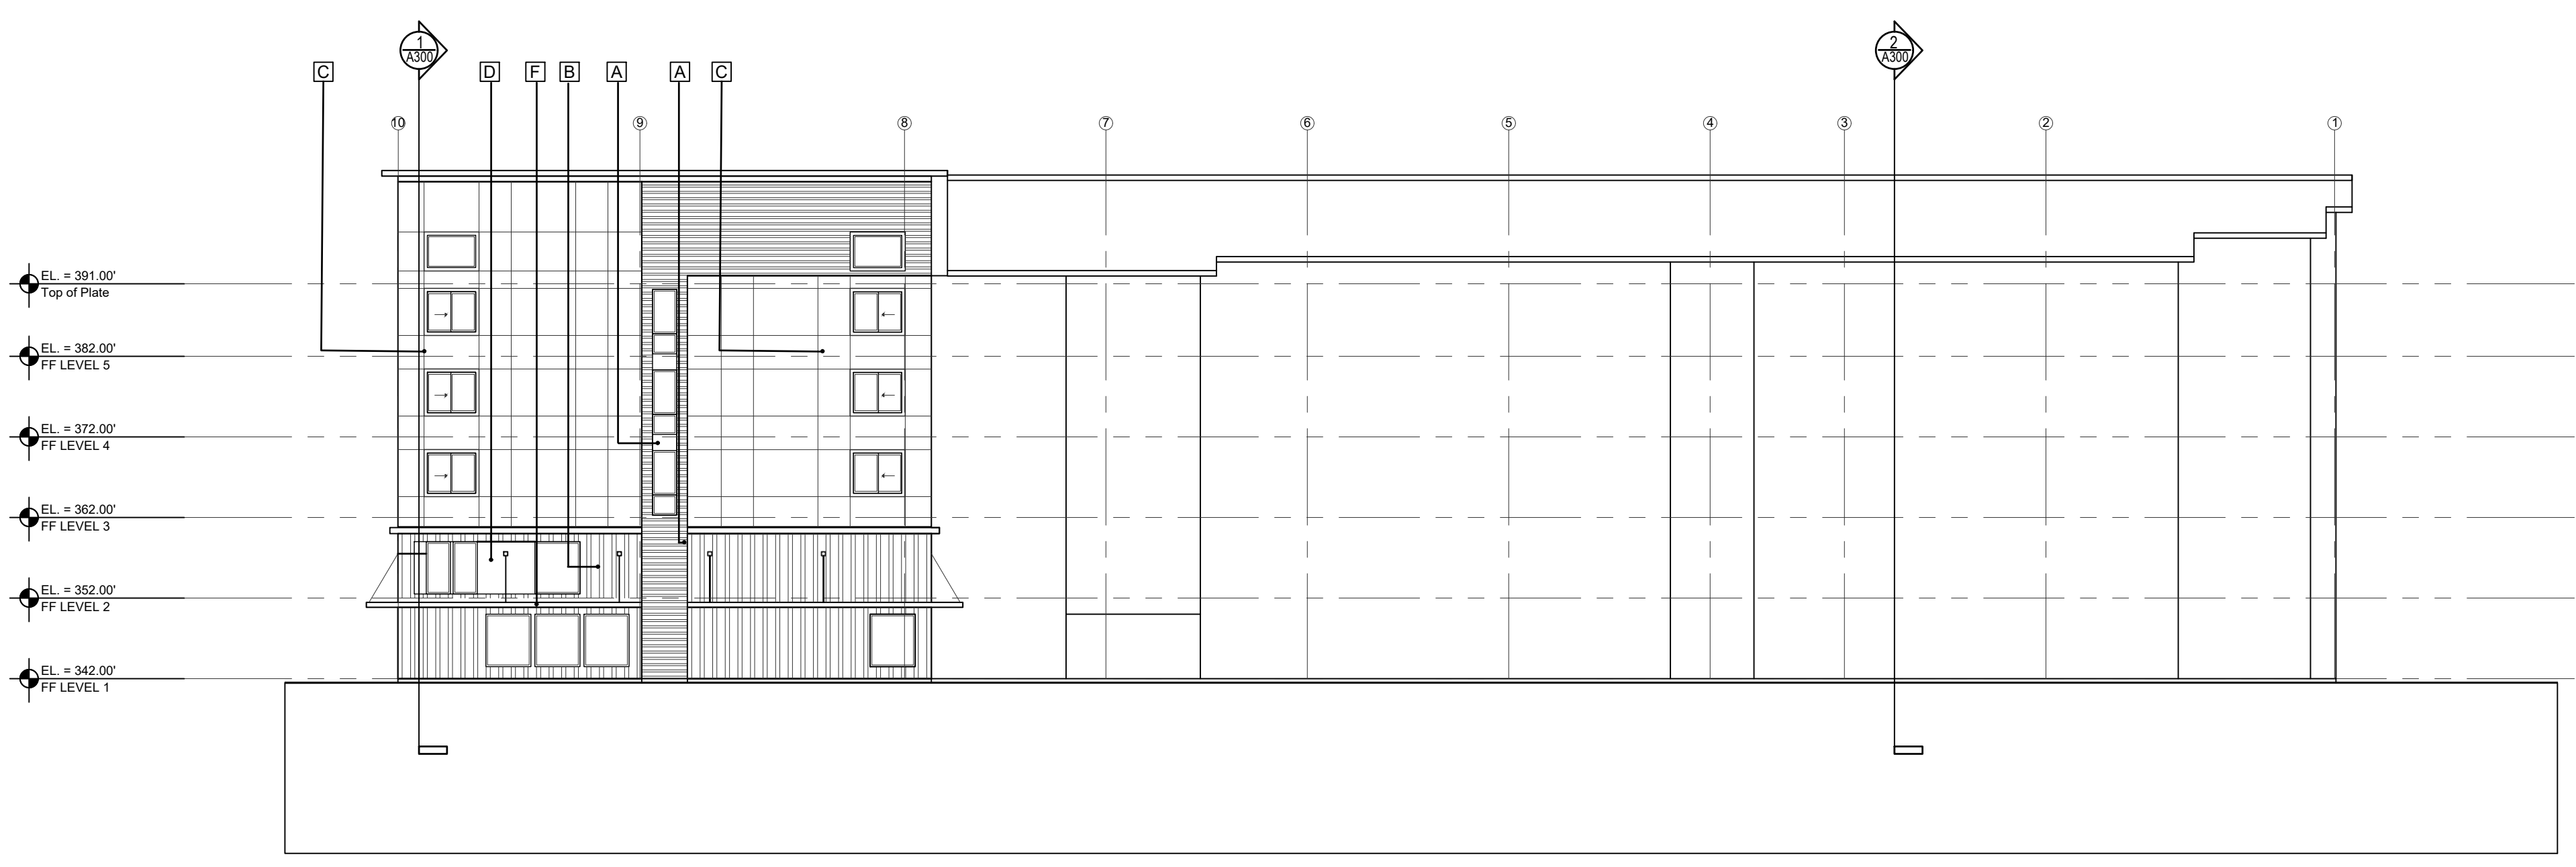 1
A300
2
A300
C
D
F
B
A
A
C
10
9
8
7
6
5
4
3
2
1
EL. = 391.00'
Top of Plate
EL. = 382.00'
FF LEVEL 5
EL. = 372.00'
FF LEVEL 4
EL. = 362.00'
FF LEVEL 3
EL. = 352.00'
FF LEVEL 2
EL. = 342.00'
FF LEVEL 1